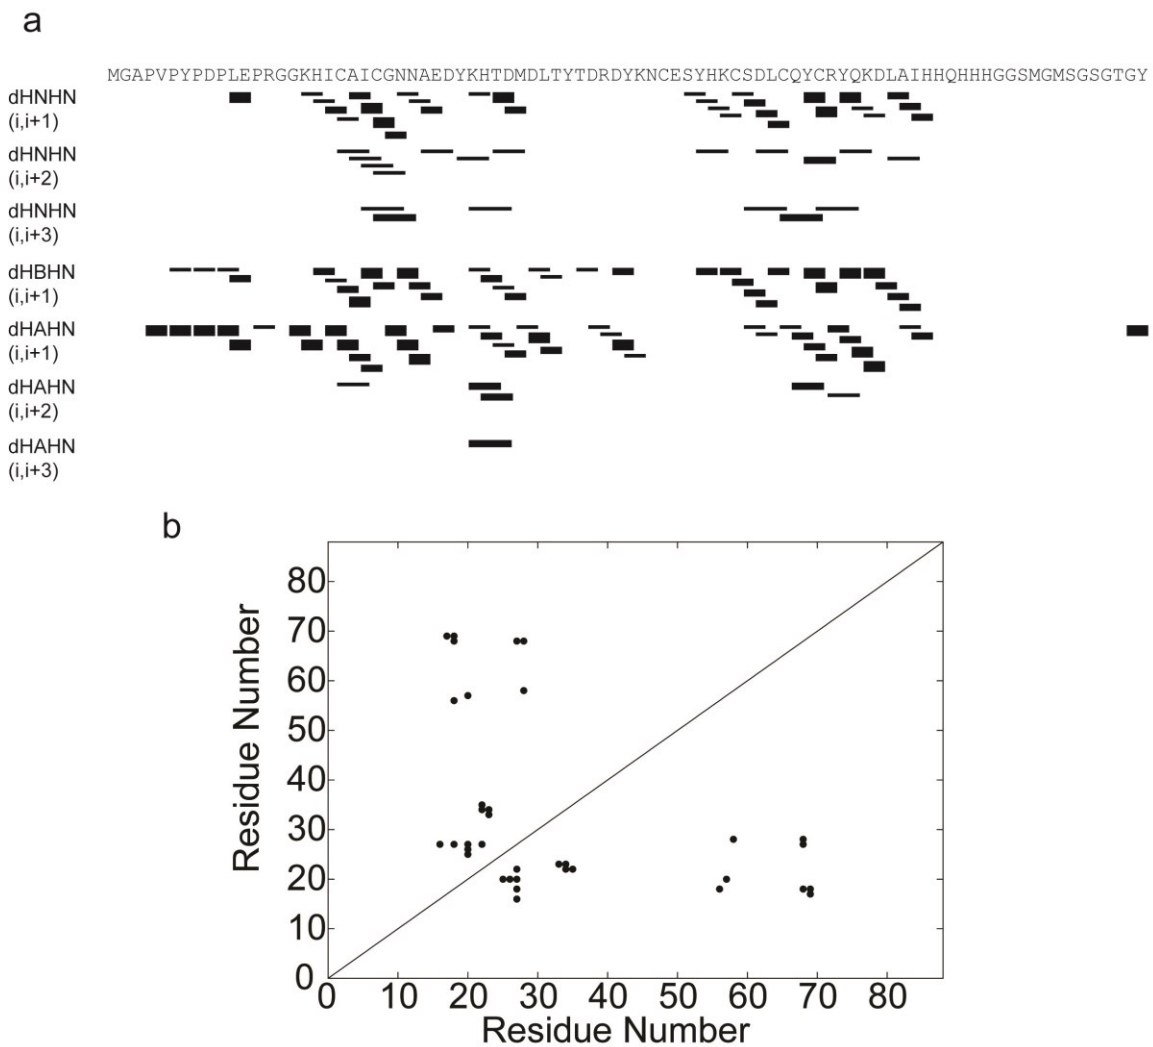 a
MGAPVPYPDPLEPRGGKHICAICGNNAEDYKHTDMDLTYTDRDYKNCESYHKCSDLCQYCRYQKDLAIHHQHHHGGSMGMSGSGTGY
dHNHN
(i,i+1)
dHNHN
(i,i+2)
dHNHN
(i,i+3)
dHBHN
(i,i+1)
dHAHN
(i,i+1)
dHAHN
(i,i+2)
dHAHN
(i,i+3)
b
80
70
60
50
40
30
20
10
0
Residue Number
0 10 20 30 40 50 60 70 80
Residue Number